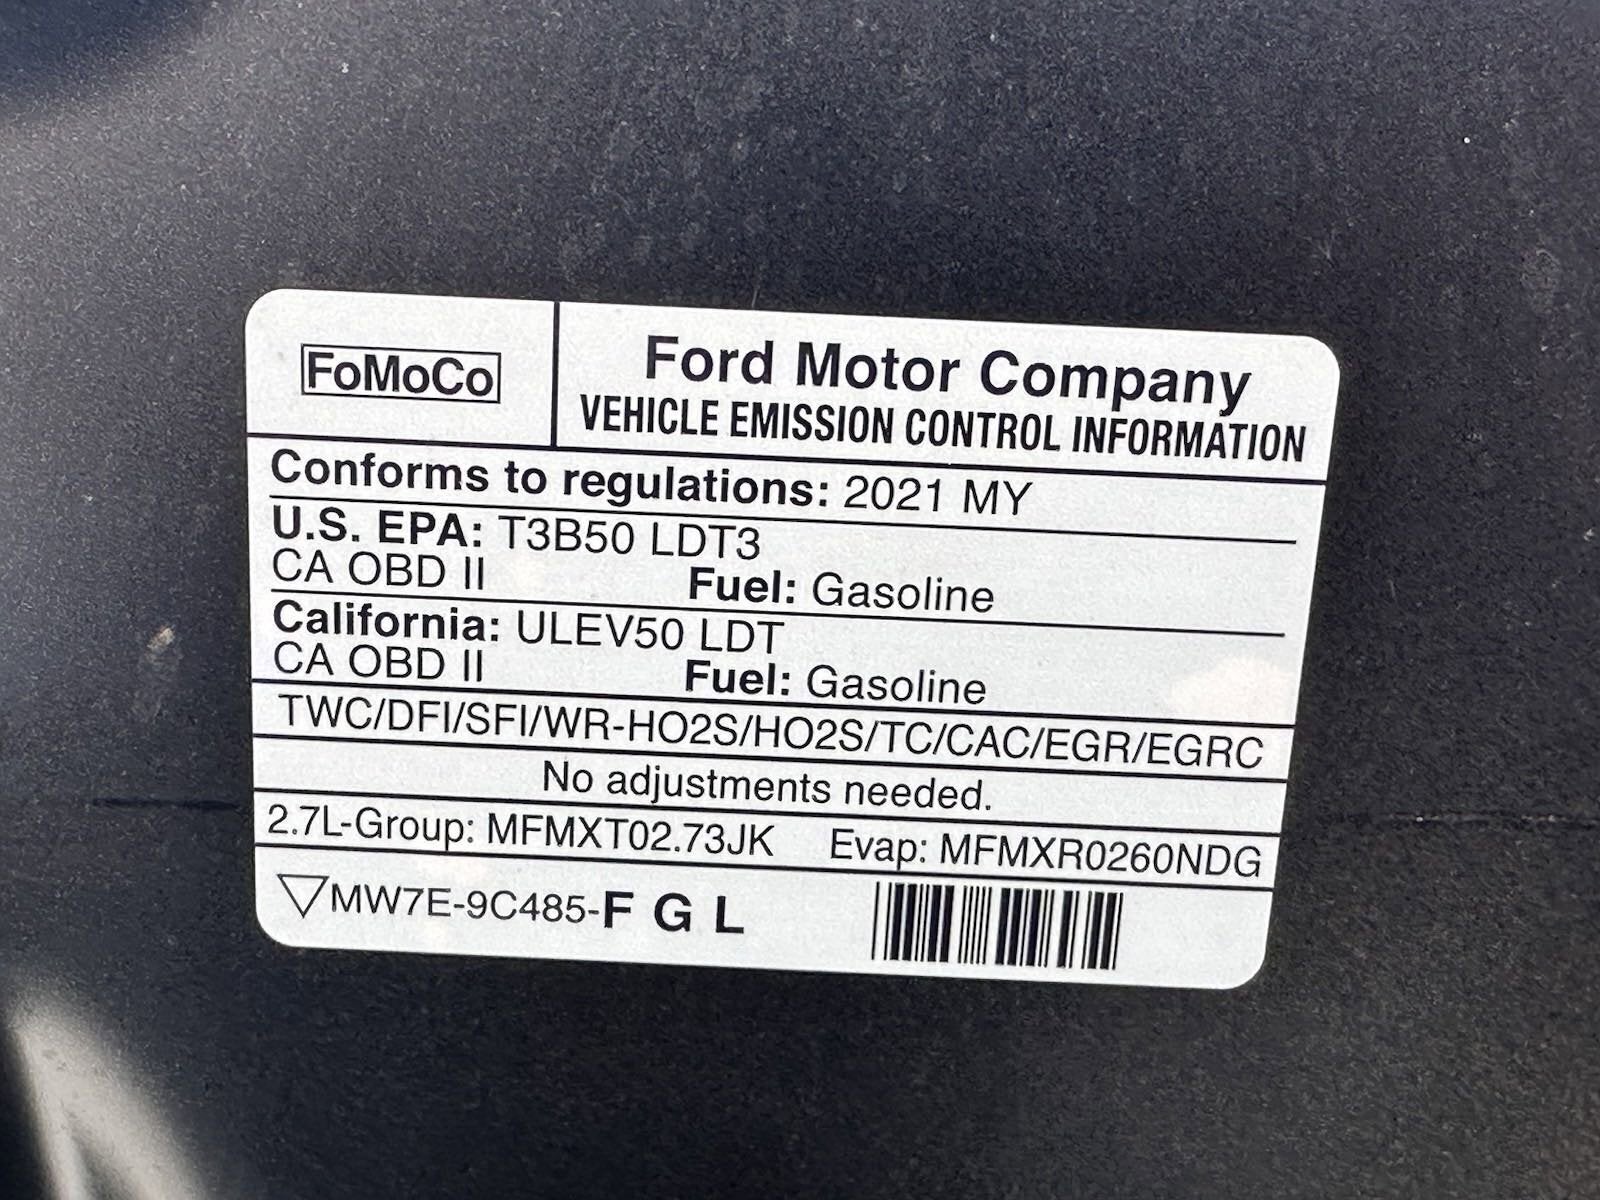 FoMoCo
Ford Motor Company
VEHICLE EMISSION CONTROL INFORMATION
Conforms to regulations: 2021 MY
U.S. EPA: T3B50 LDT3
CA OBD II Fuel: Gasoline
California: ULEV50 LDT
CA OBD II Fuel: Gasoline
TWC/DFI/SFI/WR-HO2S/HO2S/TC/CAC/EGR/EGRC
No adjustments needed.
2.7L-Group: MFMXT02.73JK Evap: MFMXR0260NDG
MW7E-9C485-F G L